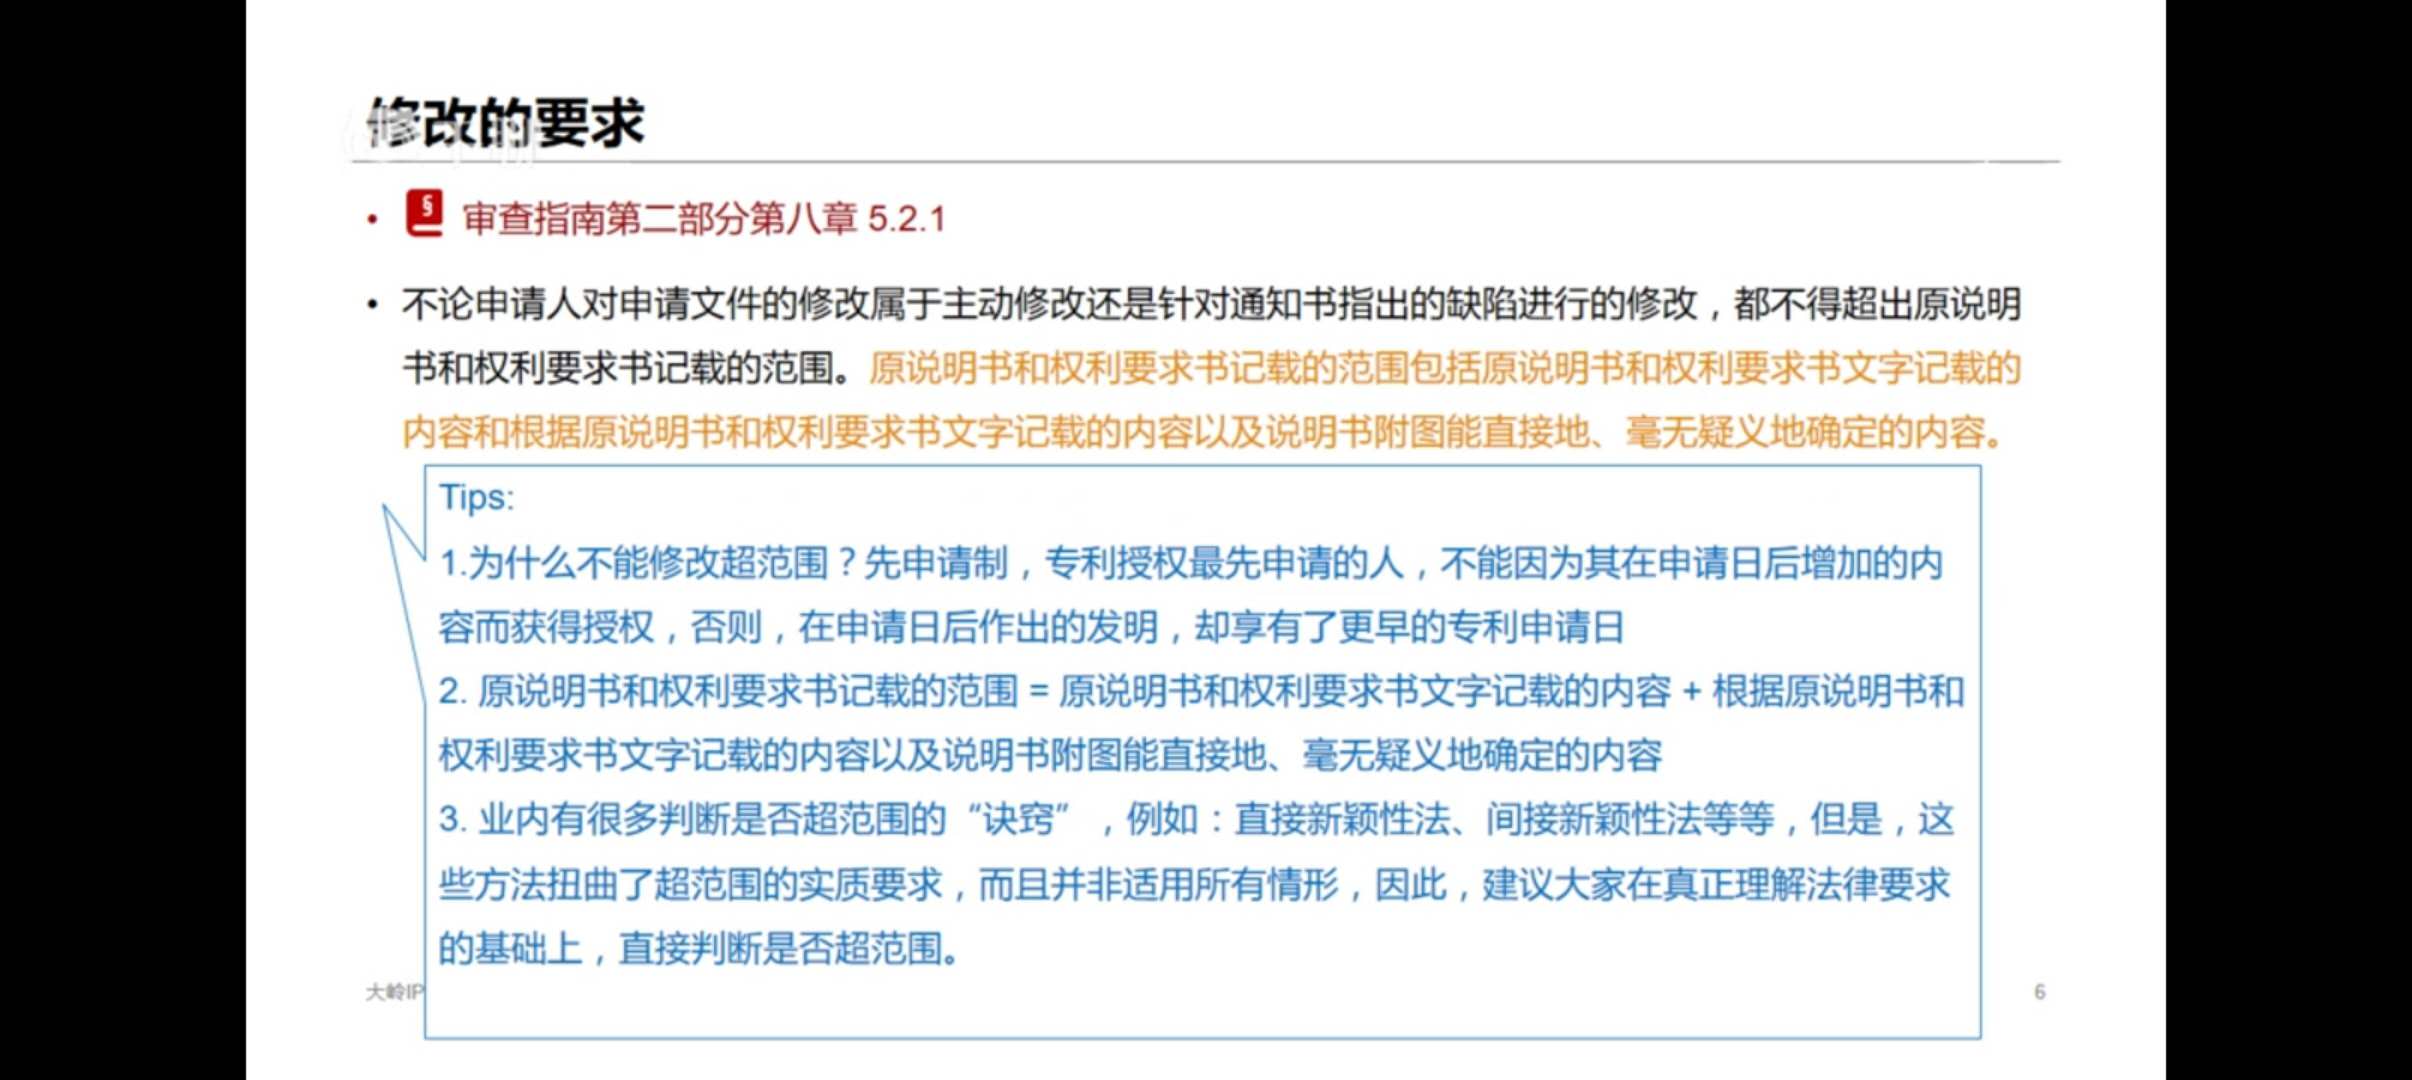 修改的要求
• § 审查指南第二部分第八章 5.2.1
• 不论申请人对申请文件的修改属于主动修改还是针对通知书指出的缺陷进行的修改，都不得超出原说明
书和权利要求书记载的范围。原说明书和权利要求书记载的范围包括原说明书和权利要求书文字记载的
内容和根据原说明书和权利要求书文字记载的内容以及说明书附图能直接地、毫无疑义地确定的内容。
Tips:
1.为什么不能修改超范围？先申请制，专利授权最先申请的人，不能因为其在申请日后增加的内
容而获得授权，否则，在申请日后作出的发明，却享有了更早的专利申请日
2. 原说明书和权利要求书记载的范围 = 原说明书和权利要求书文字记载的内容 + 根据原说明书和
权利要求书文字记载的内容以及说明书附图能直接地、毫无疑义地确定的内容
3. 业内有很多判断是否超范围的“诀窍”，例如：直接新颖性法、间接新颖性法等等，但是，这
些方法扭曲了超范围的实质要求，而且并非适用所有情形，因此，建议大家在真正理解法律要求
的基础上，直接判断是否超范围。
大岭IP
6